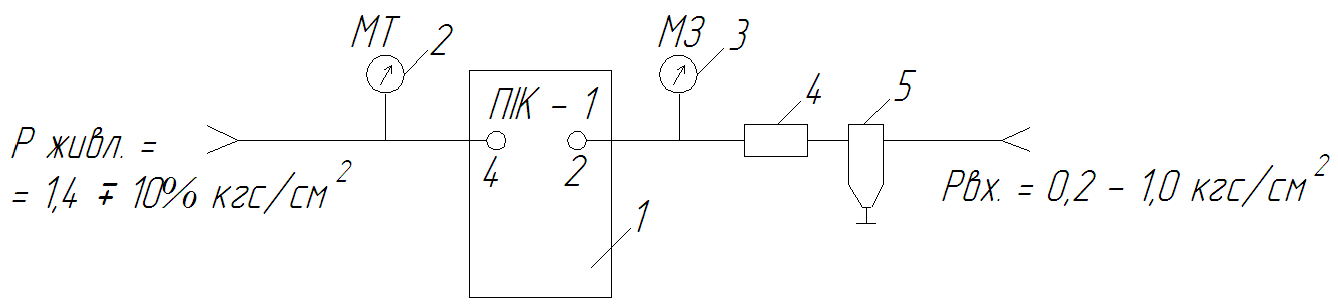 МТ 2
МЗ 3
ПІК – 1
4 5
Р живл. =
= 1,4 ∓ 10% кгс/см²
4 2
Рвх. = 0,2 – 1,0 кгс/см²
1